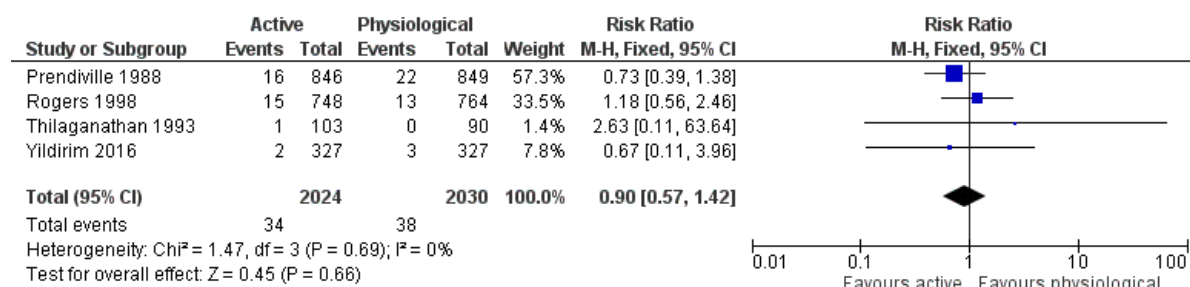 Active Physiological Risk Ratio Risk Ratio
Study or Subgroup Events Total Events Total Weight M-H, Fixed, 95% CI M-H, Fixed, 95% CI
Prendiville 1988 16 846 22 849 57.3% 0.73 [0.39, 1.38]
Rogers 1998 15 748 13 764 33.5% 1.18 [0.56, 2.46]
Thilaganathan 1993 1 103 0 90 1.4% 2.63 [0.11, 63.64]
Yildirim 2016 2 327 3 327 7.8% 0.67 [0.11, 3.96]
Total (95% CI) 2024 2030 100.0% 0.90 [0.57, 1.42]
Total events 34 38
Heterogeneity: Chi² = 1.47, df = 3 (P = 0.69); I² = 0%
Test for overall effect: Z = 0.45 (P = 0.66)
0.01 0.1 1 10 100
Favours active Favours physiological